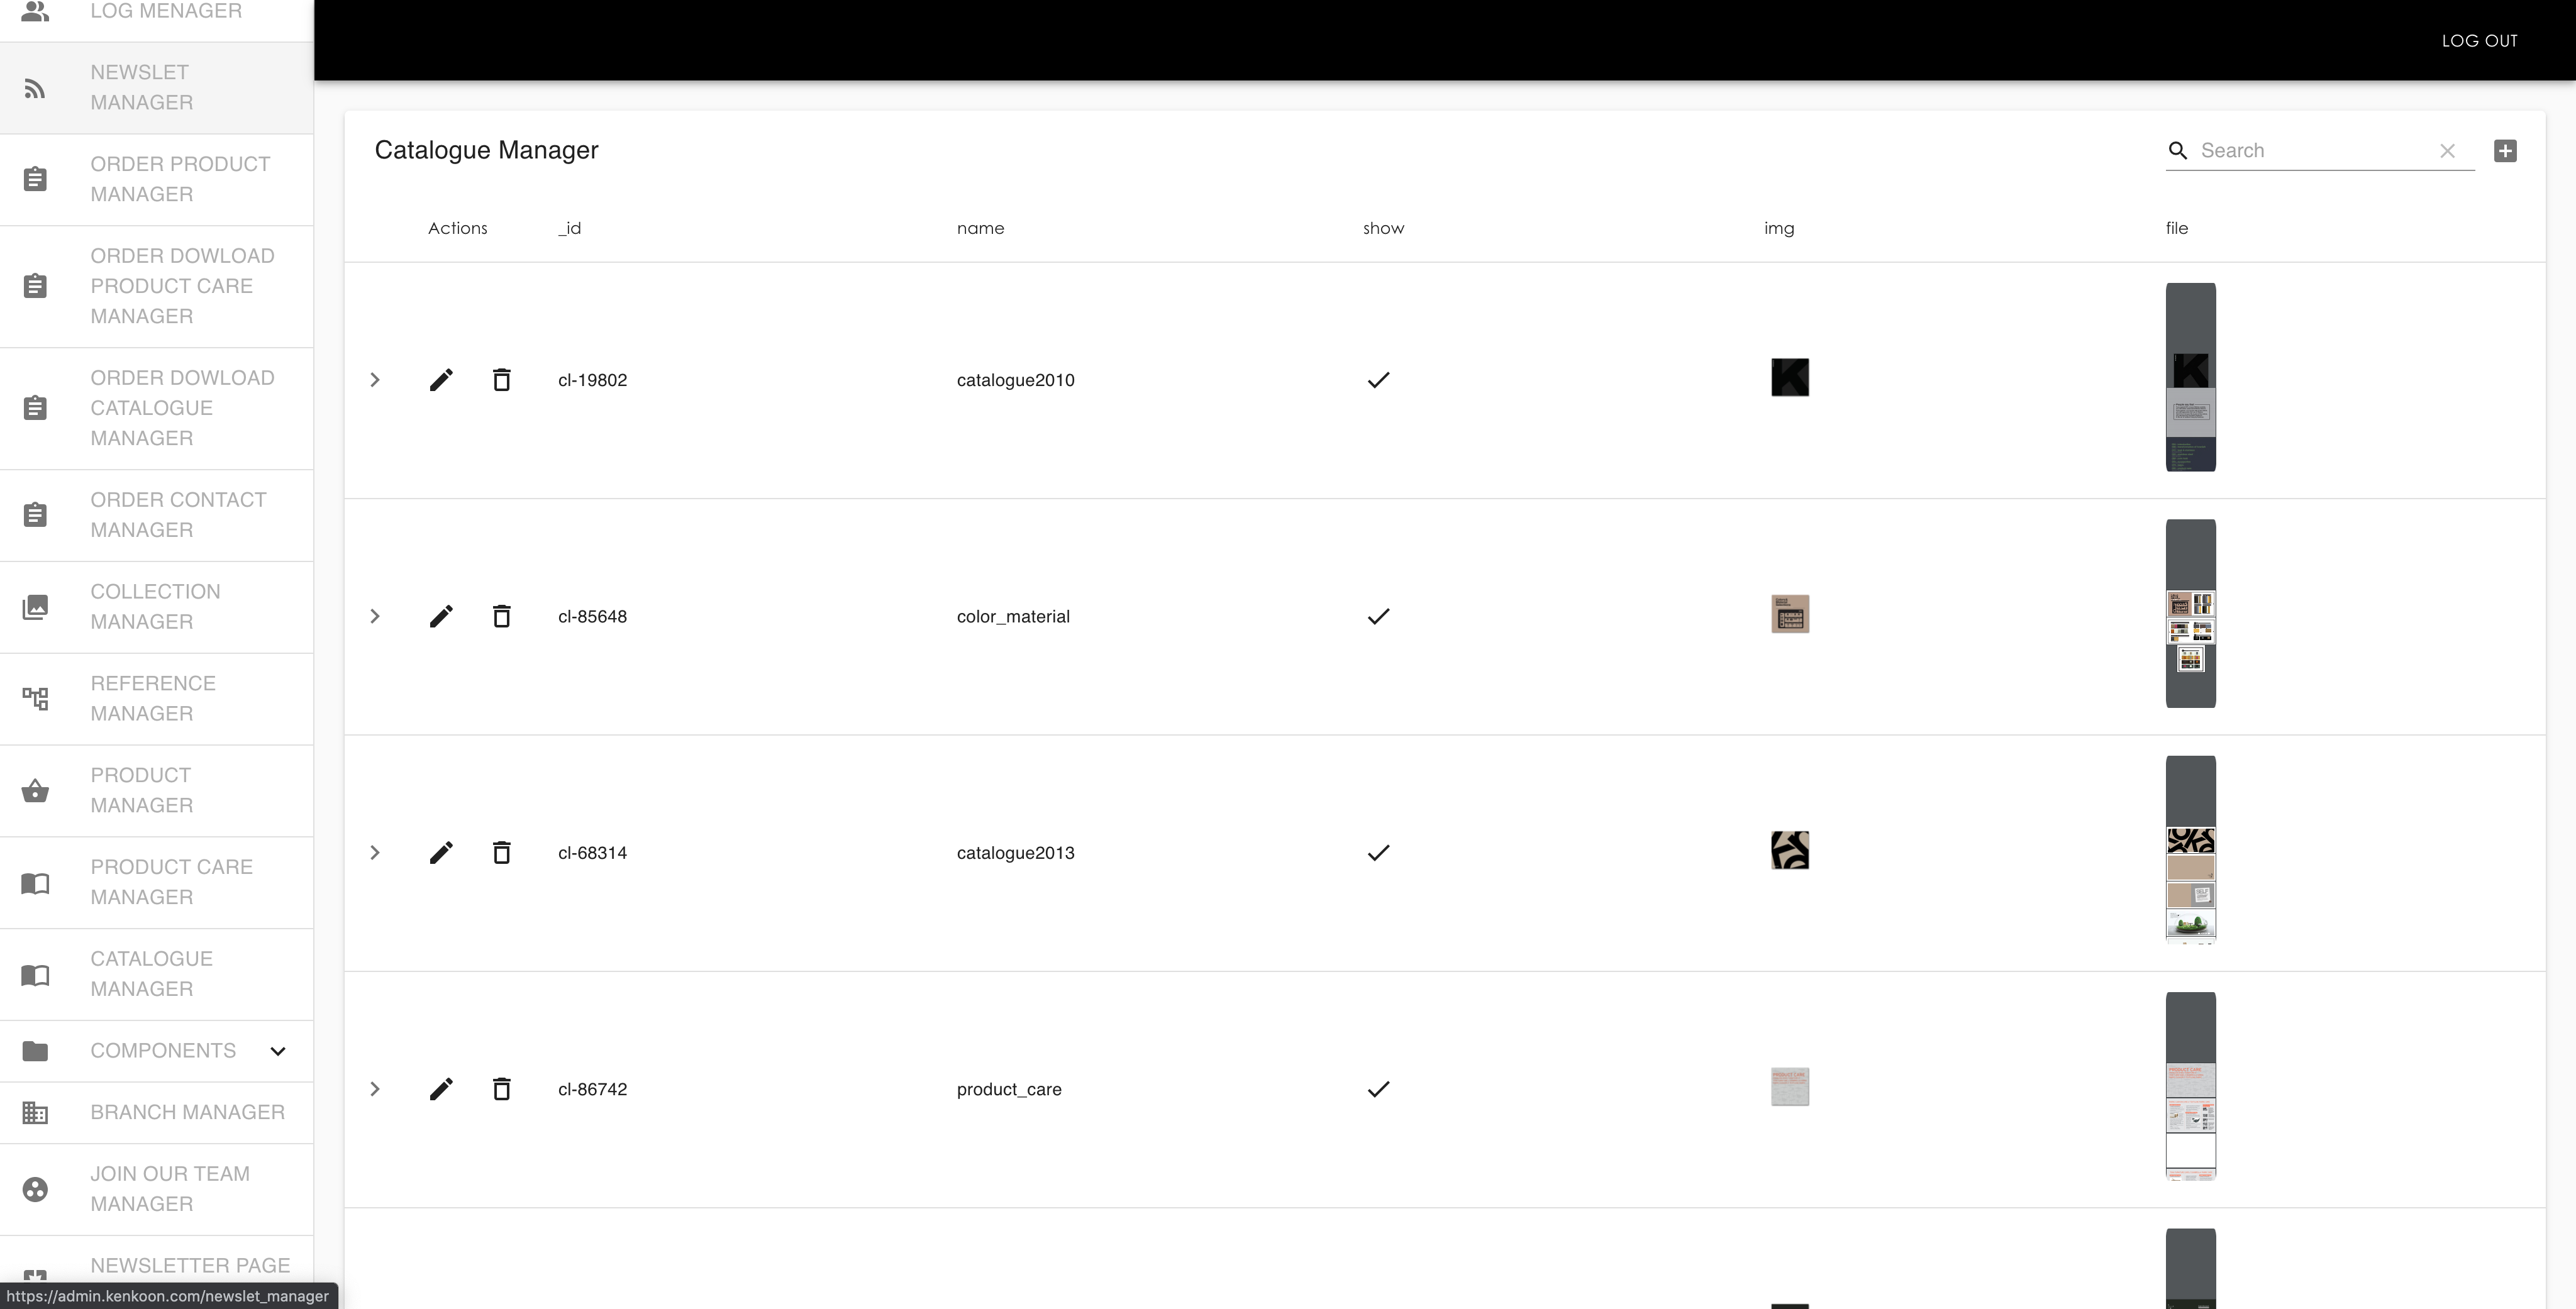 LOG MENAGER
NEWSLET
MANAGER
ORDER PRODUCT
MANAGER
ORDER DOWLOAD
PRODUCT CARE
MANAGER
ORDER DOWLOAD
CATALOGUE
MANAGER
ORDER CONTACT
MANAGER
COLLECTION
MANAGER
REFERENCE
MANAGER
PRODUCT
MANAGER
PRODUCT CARE
MANAGER
CATALOGUE
MANAGER
COMPONENTS
BRANCH MANAGER
JOIN OUR TEAM
MANAGER
NEWSLETTER PAGE
https://admin.kenkoon.com/newslet_manager
LOG OUT
Catalogue Manager
Search
Actions _id name show img file
cl-19802 catalogue2010
cl-85648 color_material
cl-68314 catalogue2013
cl-86742 product_care
PRODUCT CARE